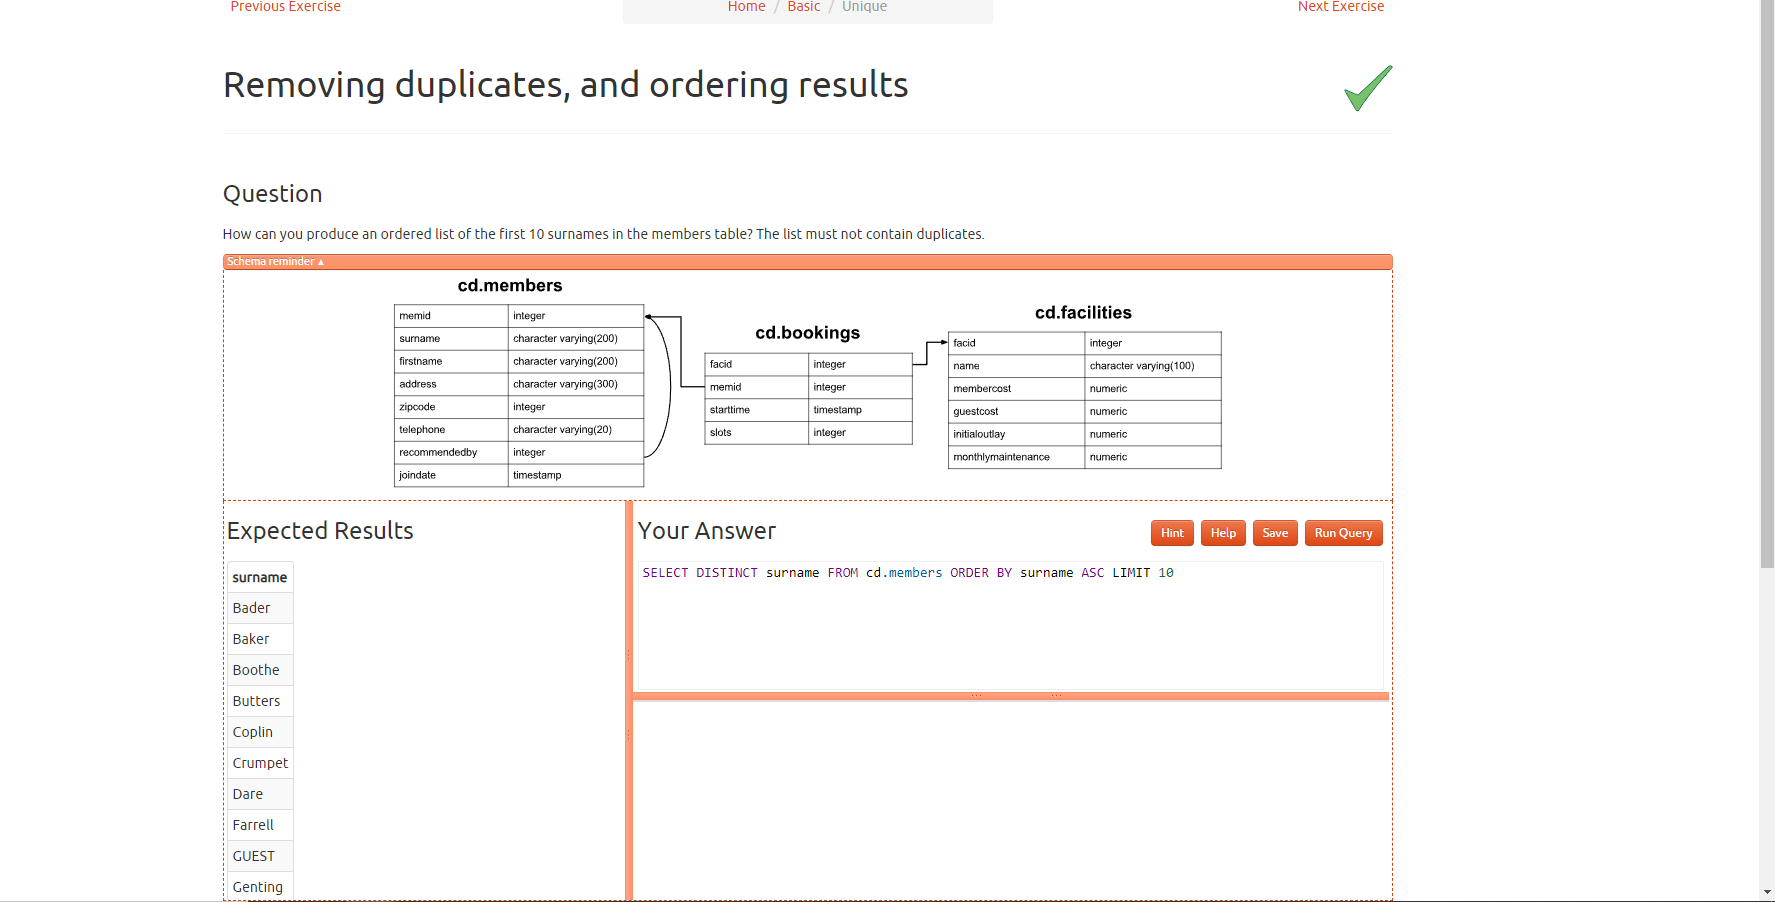 Previous Exercise
Home / Basic / Unique
Next Exercise
Removing duplicates, and ordering results
Question
How can you produce an ordered list of the first 10 surnames in the members table? The list must not contain duplicates.
Schema reminder ▴
cd.members
memid integer
surname character varying(200)
firstname character varying(200)
address character varying(300)
zipcode integer
telephone character varying(20)
recommendedby integer
joindate timestamp
cd.bookings
facid integer
memid integer
starttime timestamp
slots integer
cd.facilities
facid integer
name character varying(100)
membercost numeric
guestcost numeric
initialoutlay numeric
monthlymaintenance numeric
Expected Results
surname
Bader
Baker
Boothe
Butters
Coplin
Crumpet
Dare
Farrell
GUEST
Genting
Your Answer
Hint Help Save Run Query
SELECT DISTINCT surname FROM cd.members ORDER BY surname ASC LIMIT 10